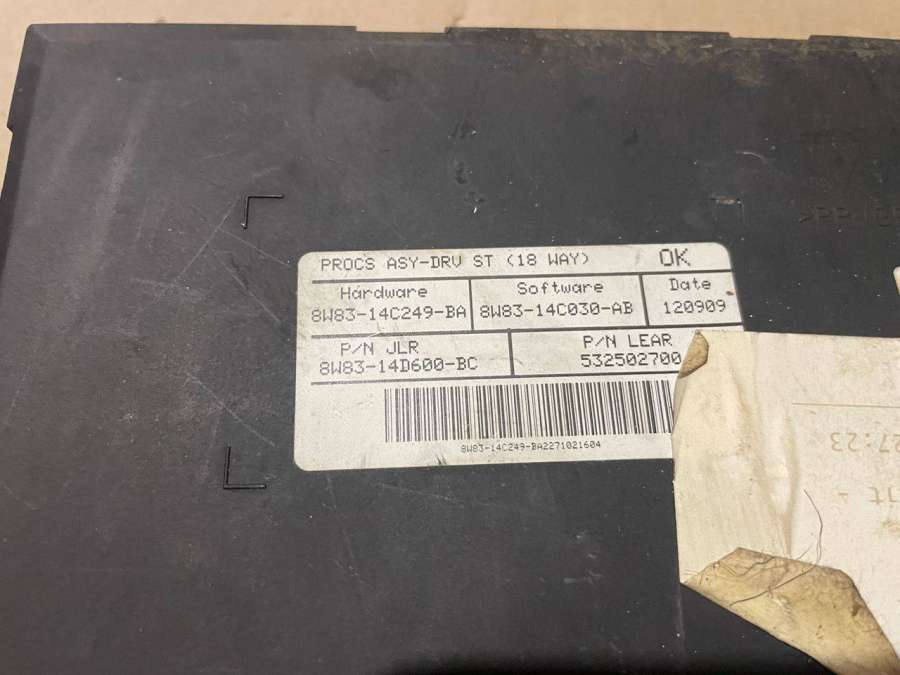 PROCS ASY-DRV ST (18 WAY) OK
Hardware Software Date
8W83-14C249-BA 8W83-14C030-AB 120909
P/N JLR P/N LEAR
8W83-14D600-BC 532502700
8W83-14C249-BA2271021604
27:23